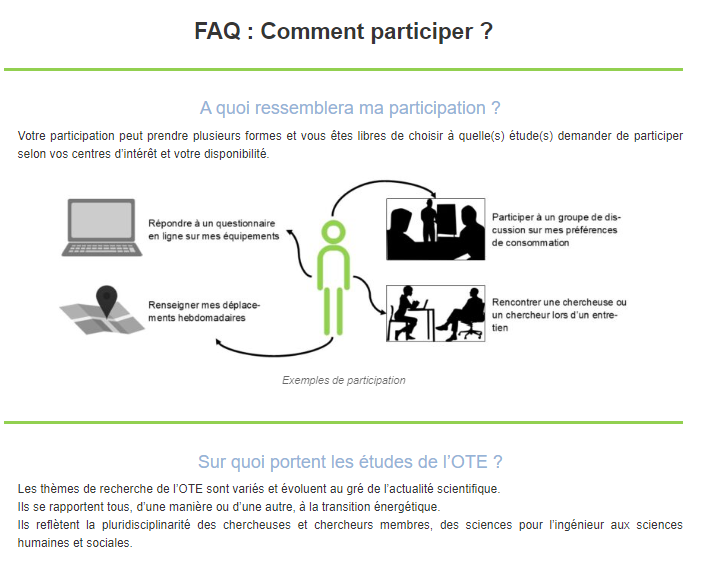 FAQ : Comment participer ?
A quoi ressemblera ma participation ?
Votre participation peut prendre plusieurs formes et vous êtes libres de choisir à quelle(s) étude(s) demander de participer
selon vos centres d'intérêt et votre disponibilité.
Répondre à un questionnaire
en ligne sur mes équipements
Participer à un groupe de dis-
cussion sur mes préférences
de consommation
Renseigner mes déplace-
ments hebdomadaires
Rencontrer une chercheuse ou
un chercheur lors d'un entre-
tien
Exemples de participation
Sur quoi portent les études de l'OTE ?
Les thèmes de recherche de l'OTE sont variés et évoluent au gré de l'actualité scientifique.
Ils se rapportent tous, d'une manière ou d'une autre, à la transition énergétique.
Ils reflètent la pluridisciplinarité des chercheuses et chercheurs membres, des sciences pour l'ingénieur aux sciences
humaines et sociales.